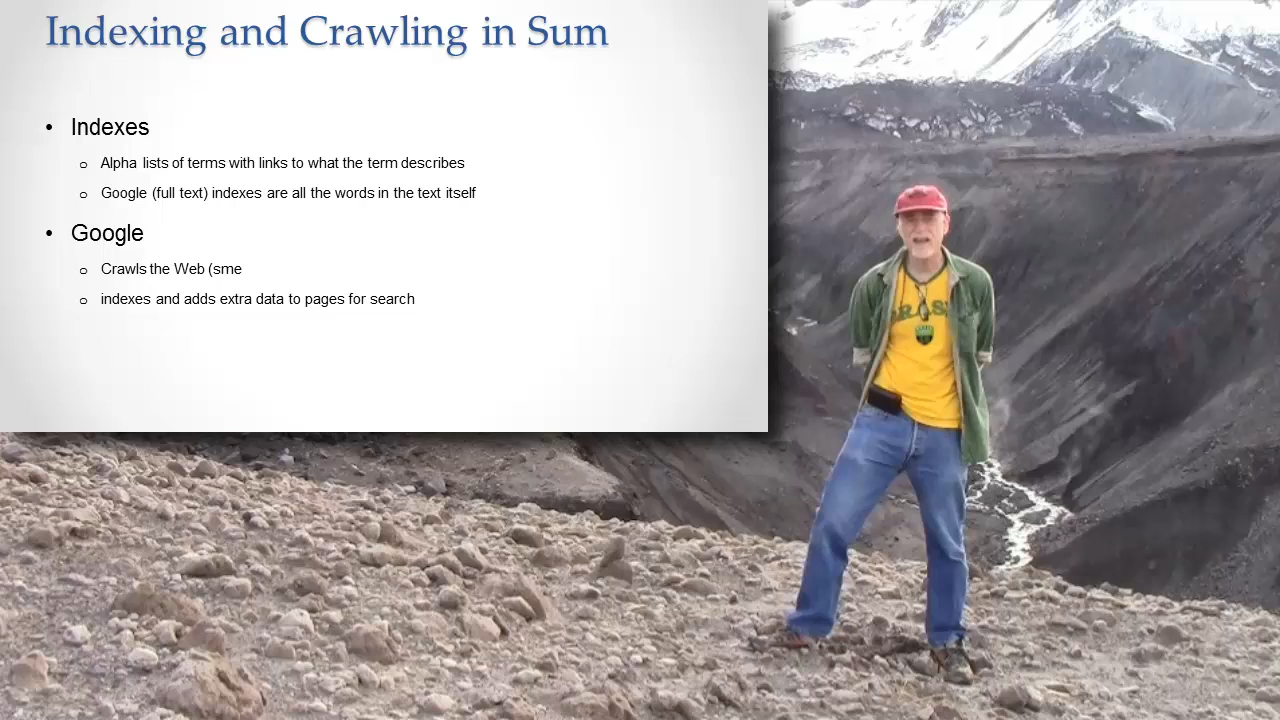 Indexing and Crawling in Sum
• Indexes
o Alpha lists of terms with links to what the term describes
o Google (full text) indexes are all the words in the text itself
• Google
o Crawls the Web (sme
o indexes and adds extra data to pages for search